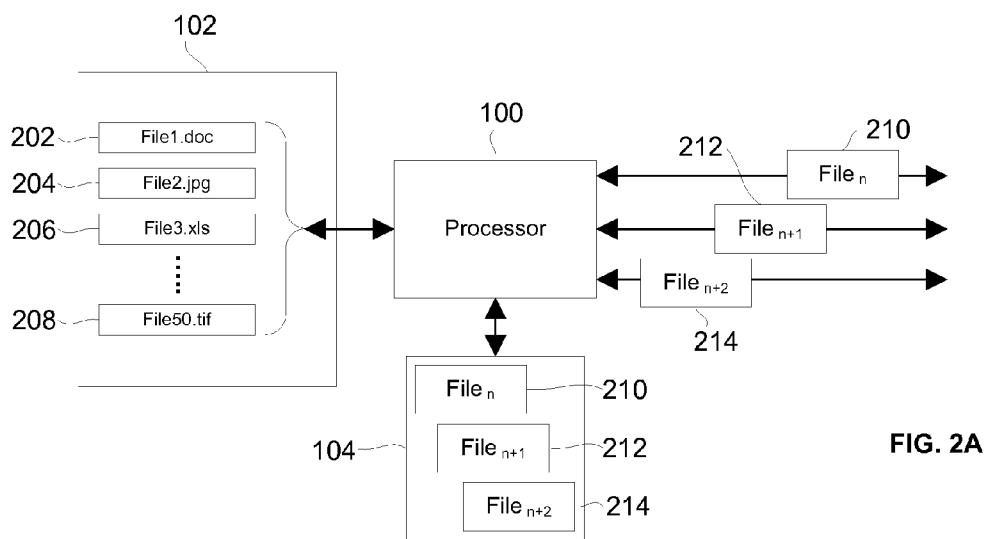 102
202 File1.doc
204 File2.jpg
206 File3.xls
208 File50.tif
100
Processor
210
212
File n
File n+1
File n+2
214
104
File n 210
File n+1 212
File n+2 214
FIG. 2A